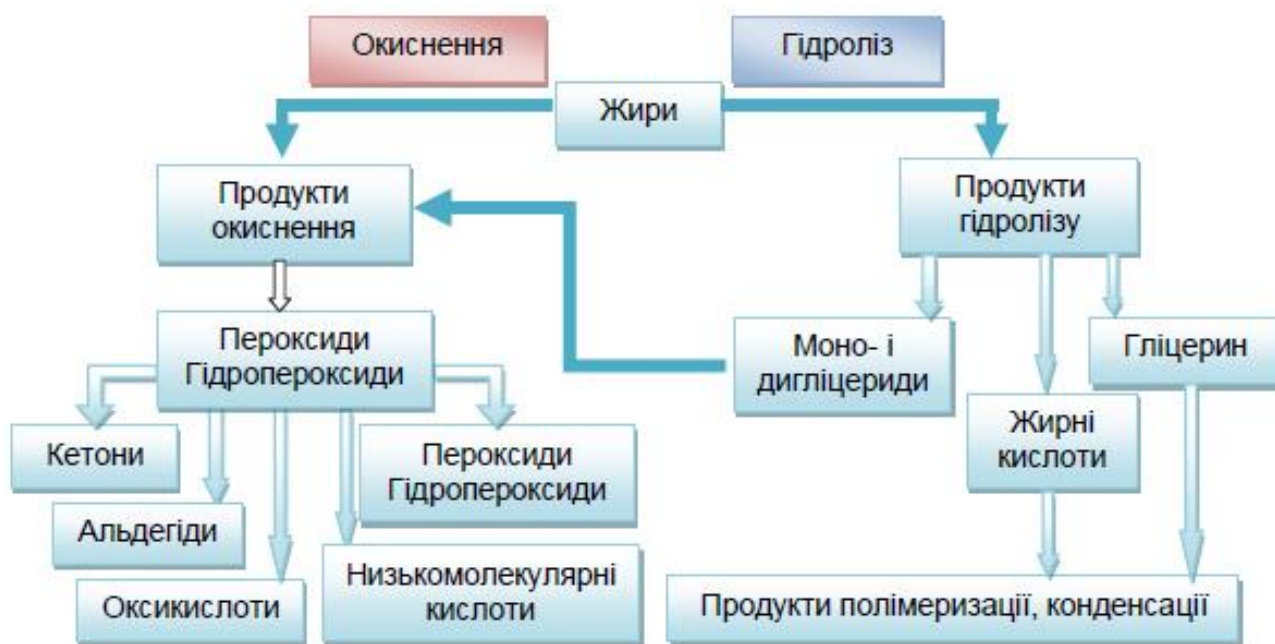 Окиснення
Гідроліз
Жири
Продукти
окиснення
Продукти
гідролізу
Пероксиди
Гідропероксиди
Моно- і
дигліцериди
Гліцерин
Кетони
Пероксиди
Гідропероксиди
Жирні
кислоти
Альдегіди
Оксикислоти
Низькомолекулярні
кислоти
Продукти полімеризації, конденсації